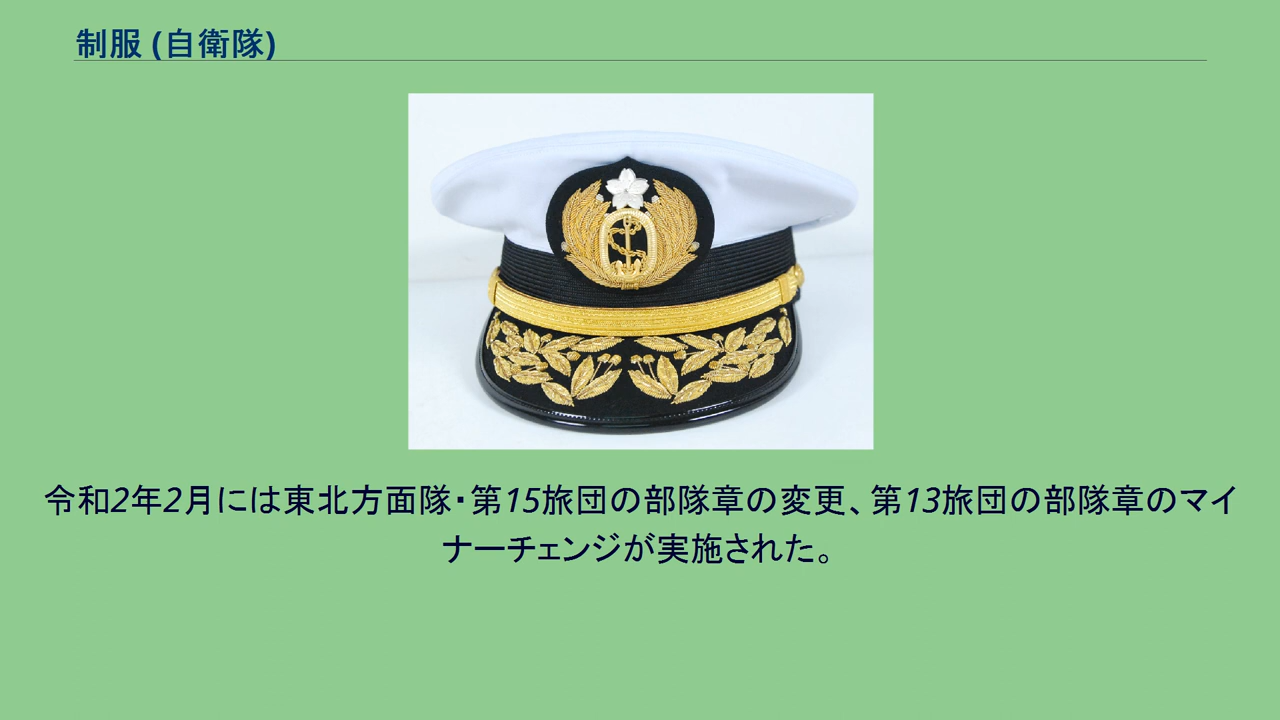 制服 (自衛隊)
令和2年2月には東北方面隊・第15旅団の部隊章の変更、第13旅団の部隊章のマイ
ナーチェンジが実施された。